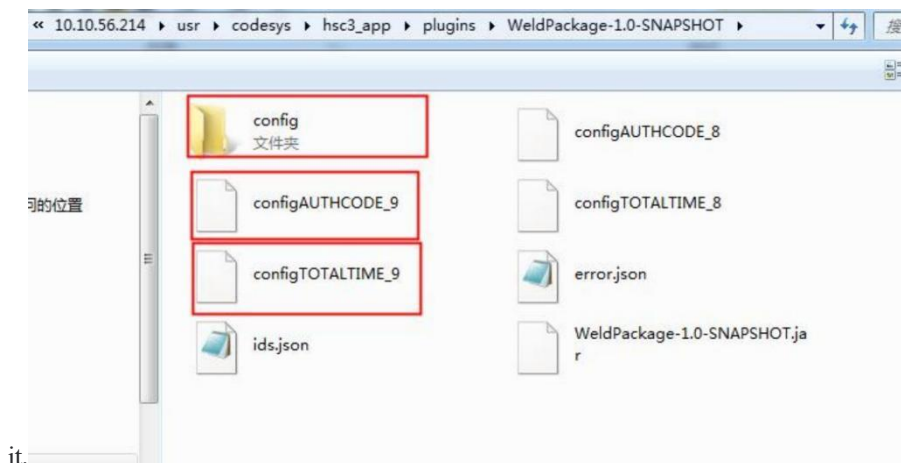 « 10.10.56.214 ▸ usr ▸ codesys ▸ hsc3_app ▸ plugins ▸ WeldPackage-1.0-SNAPSHOT ▸
config
文件夹
configAUTHCODE_8
的位置
configAUTHCODE_9
configTOTALTIME_8
configTOTALTIME_9
error.json
ids.json
WeldPackage-1.0-SNAPSHOT.ja
r
it.